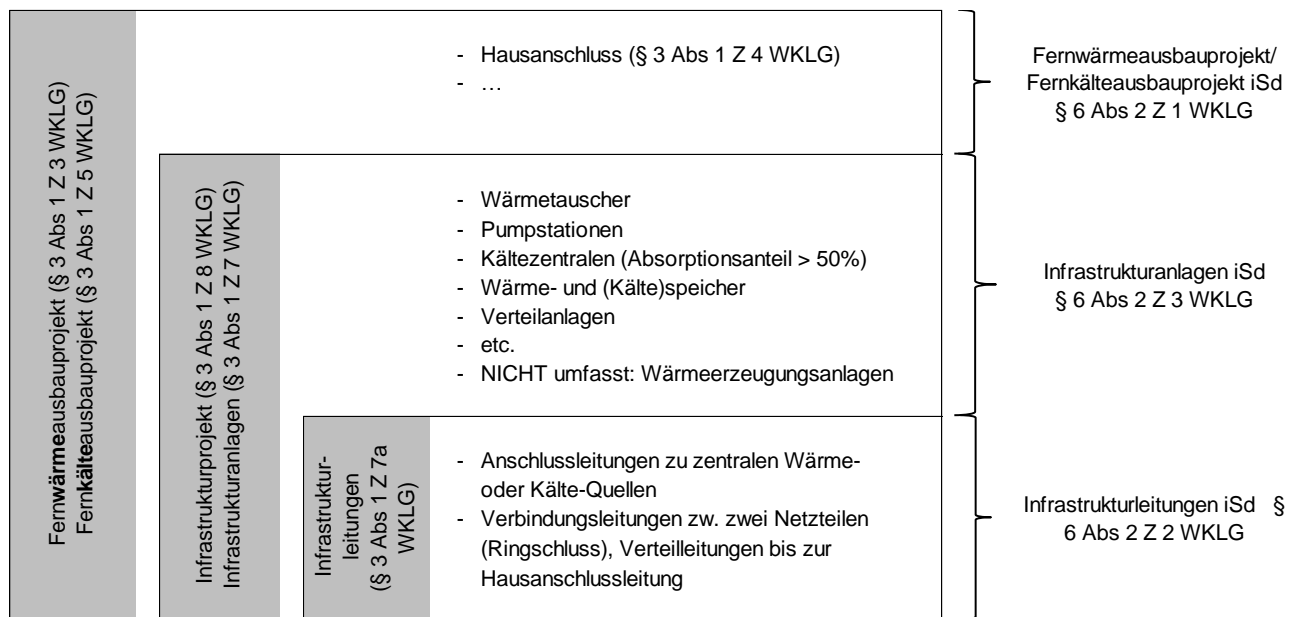 Fernwärmeausbauprojekt (§ 3 Abs 1 Z 3 WKLG)
Fernkälteausbauprojekt (§ 3 Abs 1 Z 5 WKLG)
- Hausanschluss (§ 3 Abs 1 Z 4 WKLG)
- …
Fernwärmeausbauprojekt/
Fernkälteausbauprojekt iSd
§ 6 Abs 2 Z 1 WKLG
Infrastrukturprojekt (§ 3 Abs 1 Z 8 WKLG)
Infrastrukturanlagen (§ 3 Abs 1 Z 7 WKLG)
- Wärmetauscher
- Pumpstationen
- Kältezentralen (Absorptionsanteil > 50%)
- Wärme- und (Kälte)speicher
- Verteilanlagen
- etc.
- NICHT umfasst: Wärmeerzeugungsanlagen
Infrastrukturanlagen iSd
§ 6 Abs 2 Z 3 WKLG
Infrastruktur-
leitungen
(§ 3 Abs 1 Z 7a
WKLG)
- Anschlussleitungen zu zentralen Wärme-
oder Kälte-Quellen
- Verbindungsleitungen zw. zwei Netzteilen
(Ringschluss), Verteilleitungen bis zur
Hausanschlussleitung
Infrastrukturleitungen iSd §
6 Abs 2 Z 2 WKLG